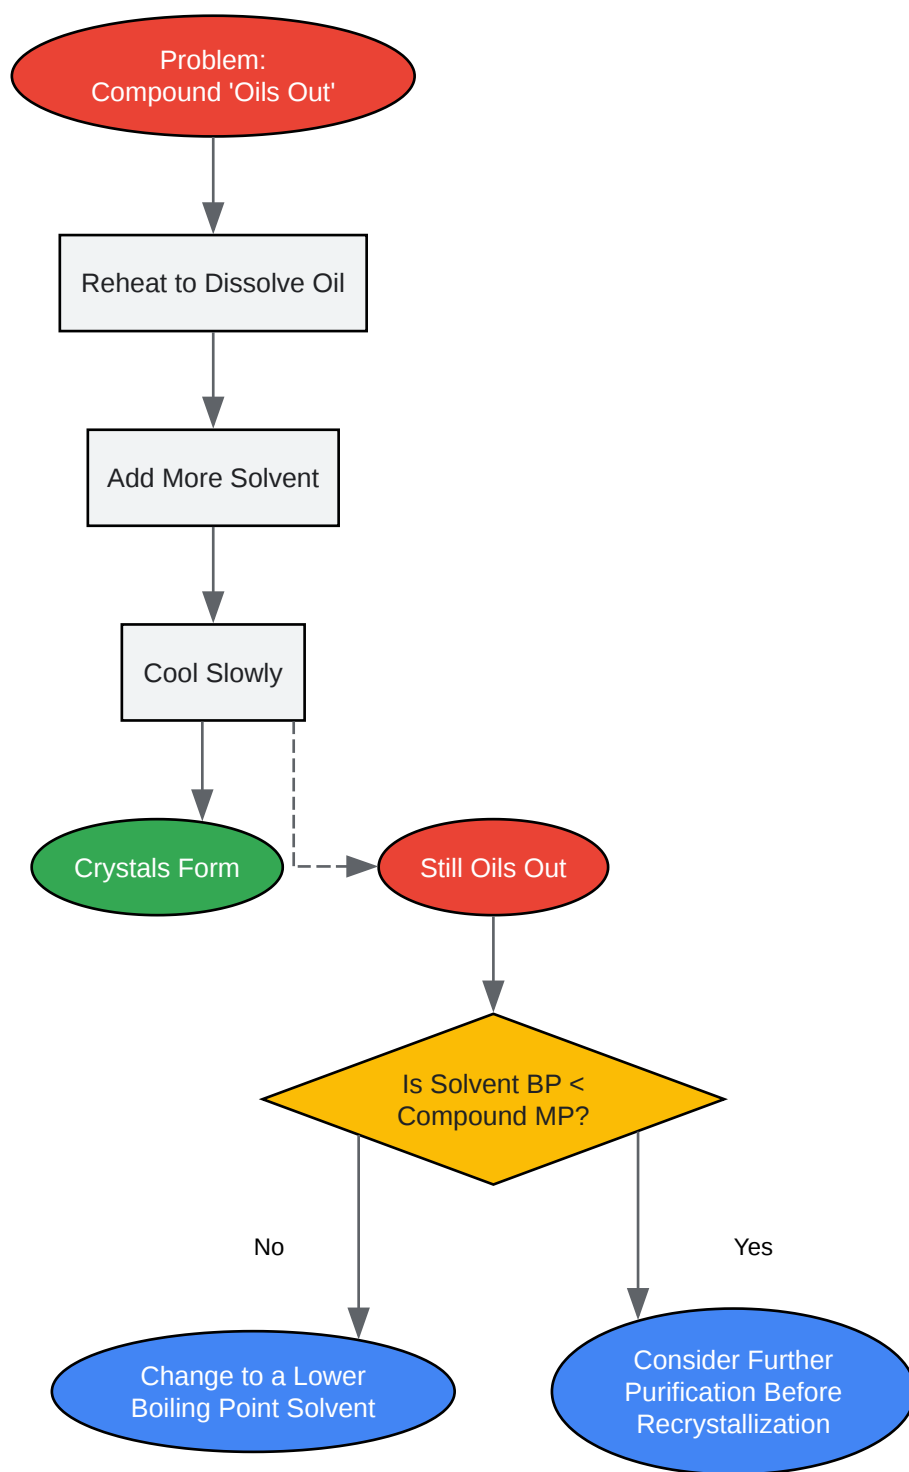 Problem:
Compound 'Oils Out'
Reheat to Dissolve Oil
Add More Solvent
Cool Slowly
Crystals Form
Still Oils Out
Is Solvent BP <
Compound MP?
No
Yes
Change to a Lower
Boiling Point Solvent
Consider Further
Purification Before
Recrystallization